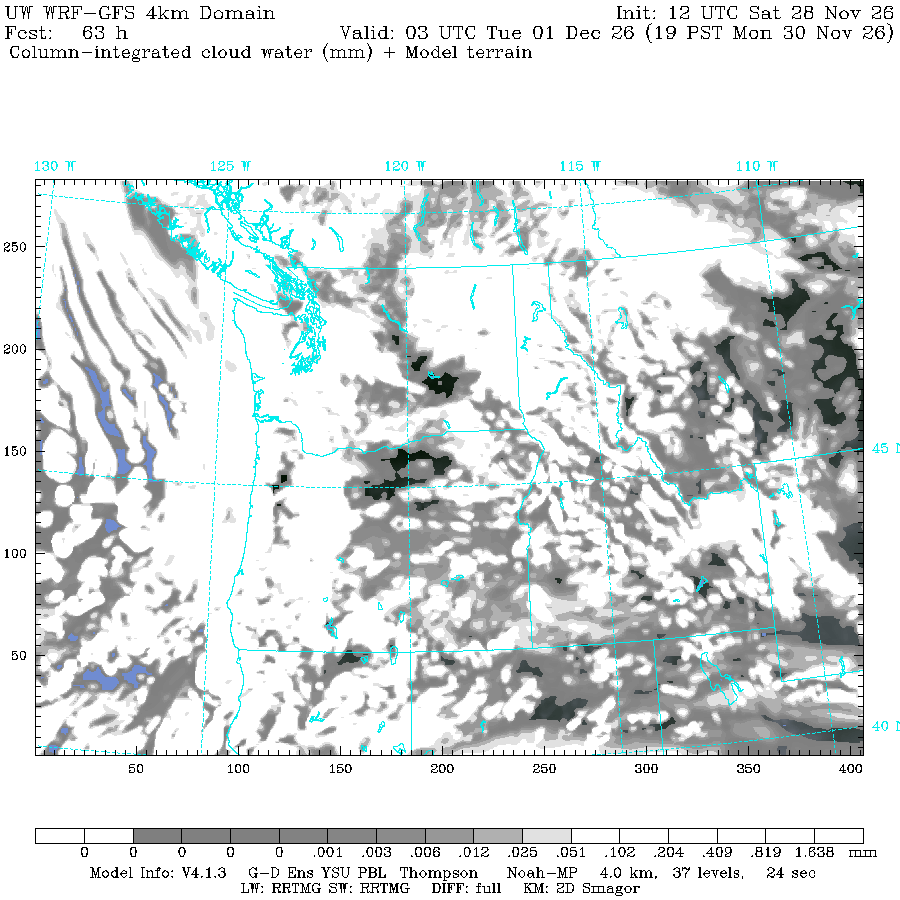 UW WRF-GFS 4km Domain Init: 12 UTC Sat 28 Nov 26
Fcst: 63 h Valid: 03 UTC Tue 01 Dec 26 (19 PST Mon 30 Nov 26)
Column-integrated cloud water (mm) + Model terrain
130 W 125 W 120 W 115 W 110 W
250
200
150 45 N
100
50
40 N
50 100 150 200 250 300 350 400
0 0 0 0 0 .001 .003 .006 .012 .025 .051 .102 .204 .409 .819 1.638 mm
Model Info: V4.1.3 G-D Ens YSU PBL Thompson Noah-MP 4.0 km, 37 levels, 24 sec
LW: RRTMG SW: RRTMG DIFF: full KM: 2D Smagor